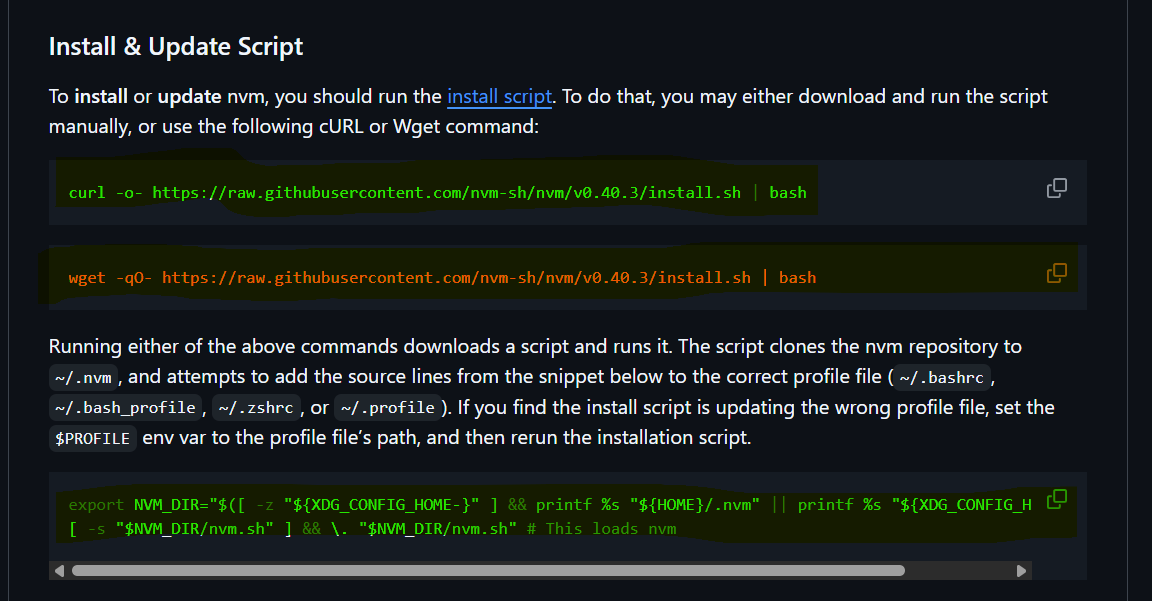 Install & Update Script
To install or update nvm, you should run the install script. To do that, you may either download and run the script
manually, or use the following cURL or Wget command:
curl -o- https://raw.githubusercontent.com/nvm-sh/nvm/v0.40.3/install.sh | bash
wget -qO- https://raw.githubusercontent.com/nvm-sh/nvm/v0.40.3/install.sh | bash
Running either of the above commands downloads a script and runs it. The script clones the nvm repository to
~/.nvm, and attempts to add the source lines from the snippet below to the correct profile file (~/.bashrc,
~/.bash_profile, ~/.zshrc, or ~/.profile). If you find the install script is updating the wrong profile file, set the
$PROFILE env var to the profile file’s path, and then rerun the installation script.
export NVM_DIR="$([ -z "${XDG_CONFIG_HOME-}" ] && printf %s "${HOME}/.nvm" || printf %s "${XDG_CONFIG_H
[ -s "$NVM_DIR/nvm.sh" ] && \. "$NVM_DIR/nvm.sh" # This loads nvm